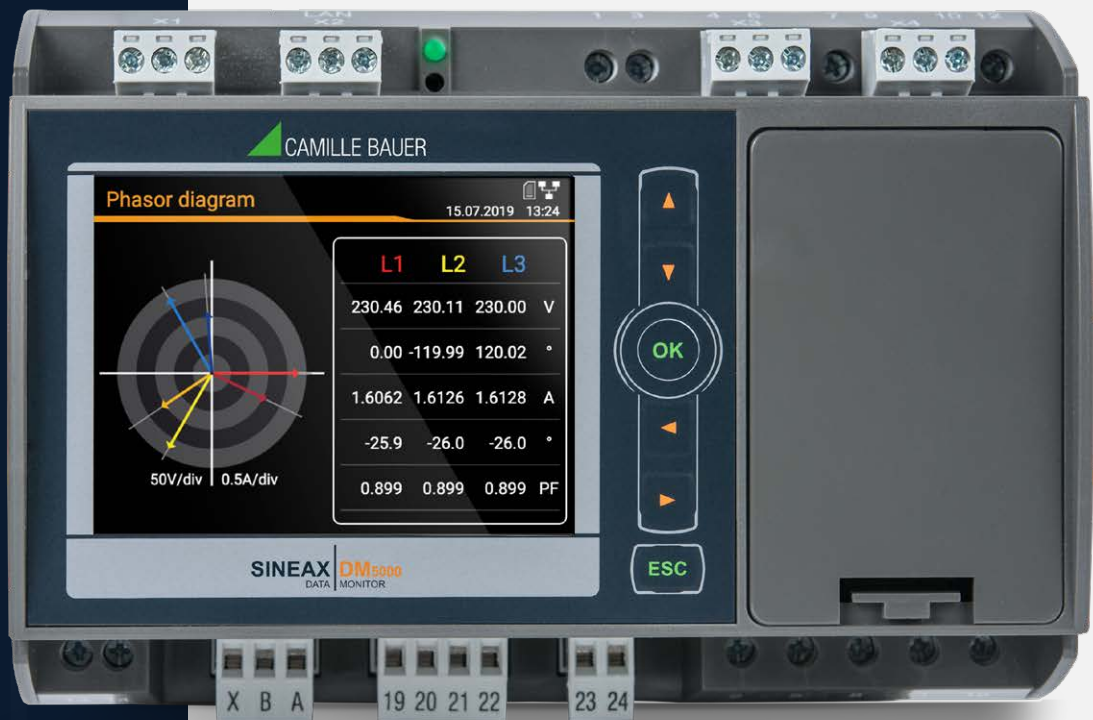 X1
LAN
X2
1 3 4 X3 6 7 9 X4 10 12
CAMILLE BAUER
Phasor diagram
15.07.2019 13:24
L1 L2 L3
230.46 230.11 230.00 V
0.00 -119.99 120.02 °
1.6062 1.6126 1.6128 A
-25.9 -26.0 -26.0 °
0.899 0.899 0.899 PF
50V/div 0.5A/div
OK
ESC
SINEAX DM5000
DATA MONITOR
X B A 19 20 21 22 23 24